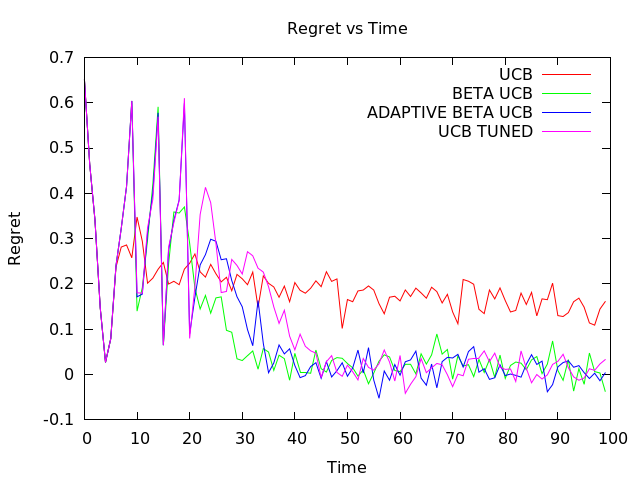 Regret vs Time
UCB
BETA UCB
ADAPTIVE BETA UCB
UCB TUNED
0.7
0.6
0.5
0.4
0.3
0.2
0.1
0
-0.1
Regret
0 10 20 30 40 50 60 70 80 90 100
Time